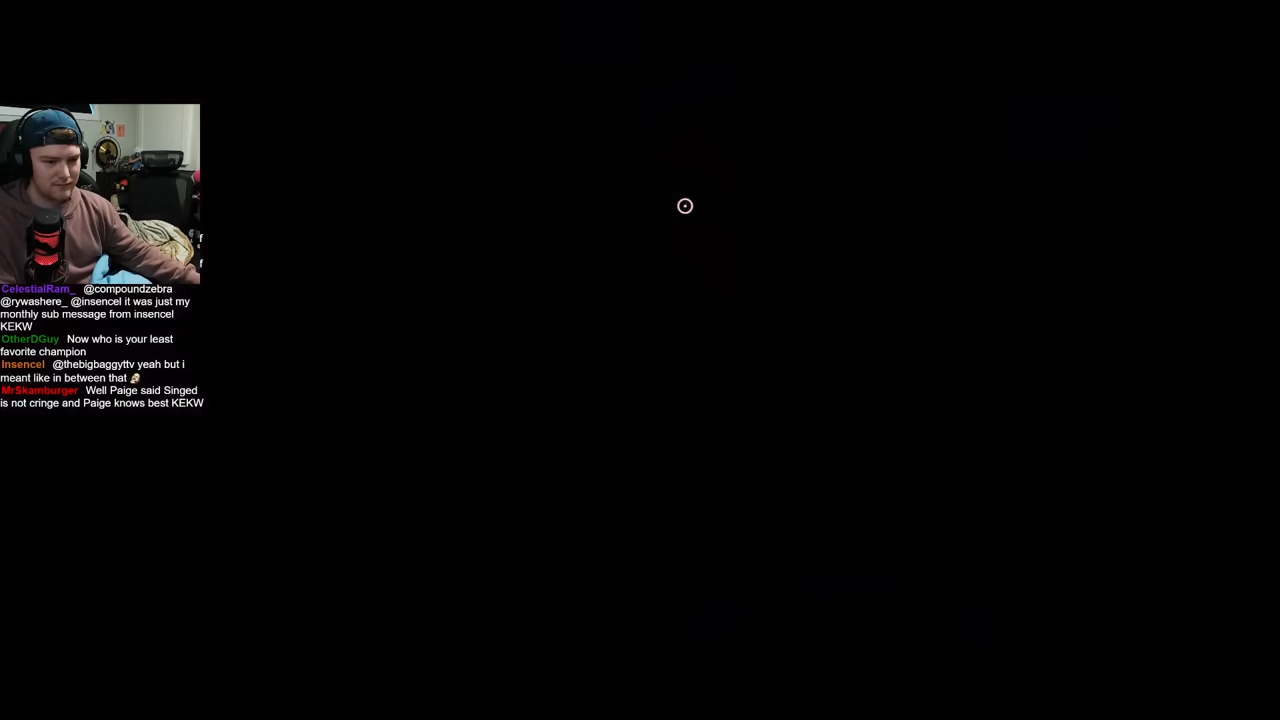 CelestialRam_ @compoundzebra
@rywashere_ @insencel it was just my
monthly sub message from insencel
KEKW
OtherDGuy Now who is your least
favorite champion
Insencel @thebigbaggyttv yeah but i
meant like in between that
MrSkamburger Well Paige said Singed
is not cringe and Paige knows best KEKW